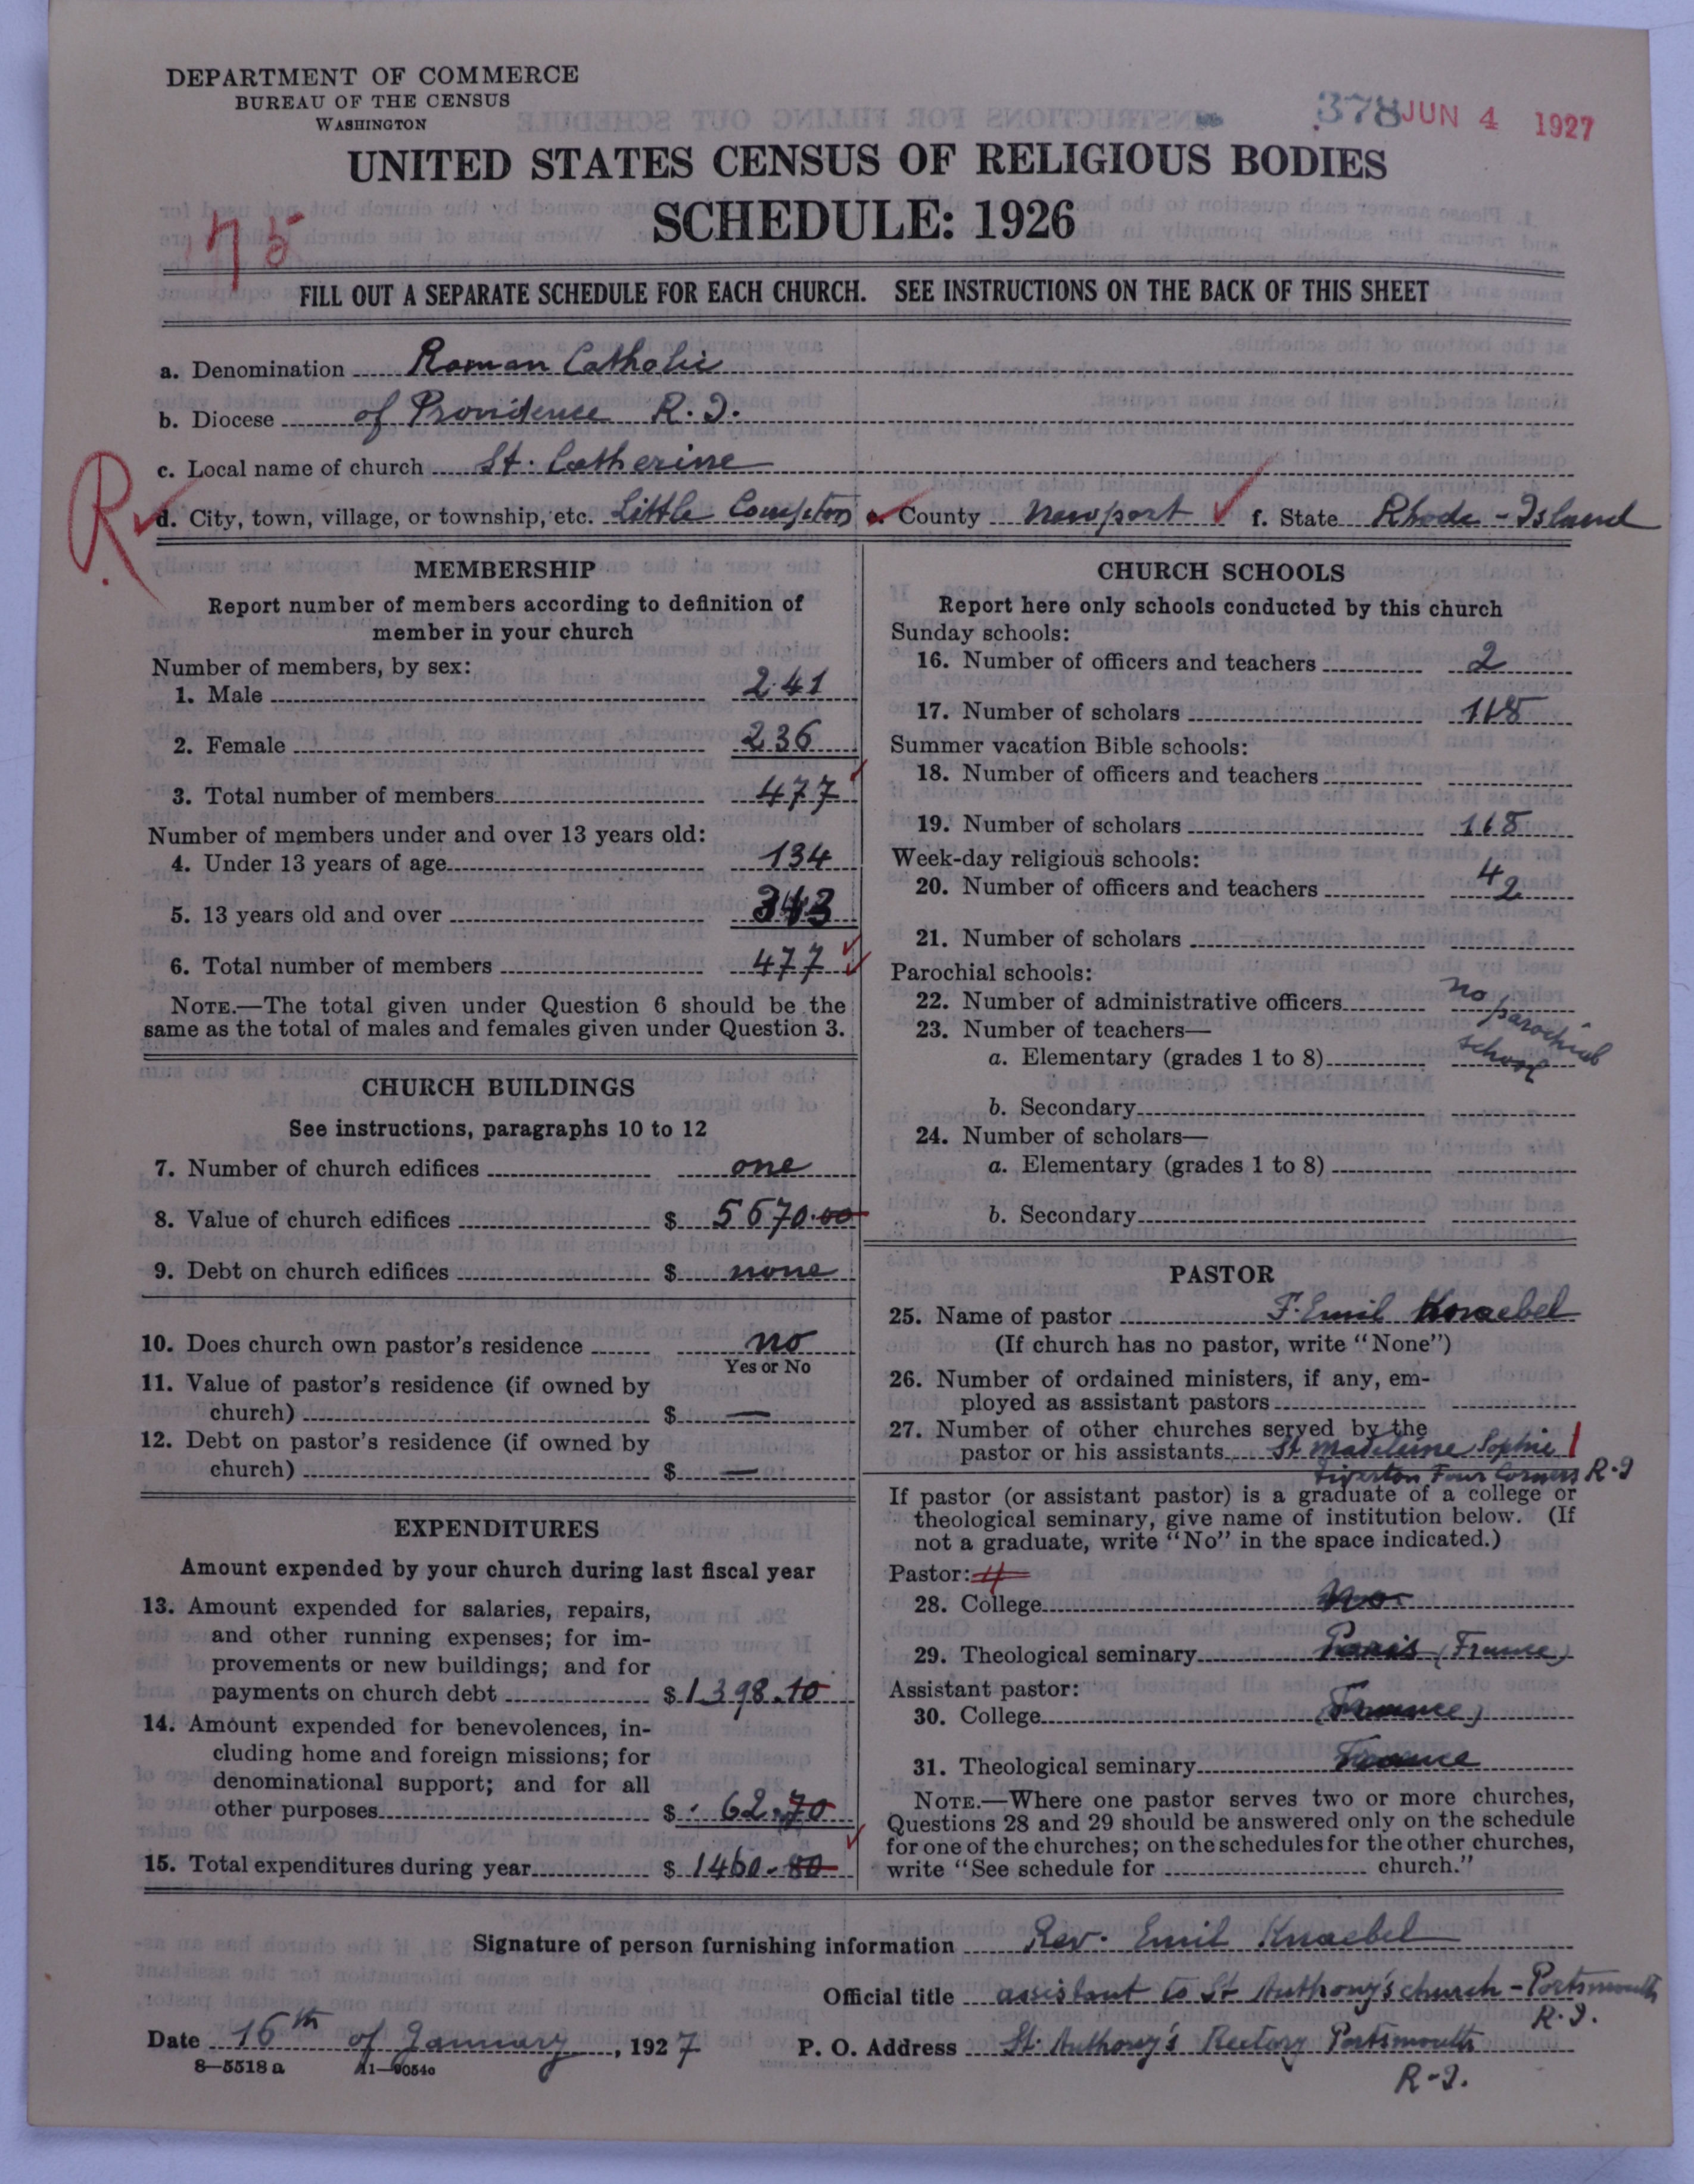 DEPARTMENT OF COMMERCE
BUREAU OF THE CENSUS
WASHINGTON
378 JUN 4 1927
UNITED STATES CENSUS OF RELIGIOUS BODIES
SCHEDULE: 1926
175
FILL OUT A SEPARATE SCHEDULE FOR EACH CHURCH. SEE INSTRUCTIONS ON THE BACK OF THIS SHEET
a. Denomination Roman Catholic
b. Diocese of Providence R.I.
c. Local name of church St. Catherine
R
d. City, town, village, or township, etc. Little Compton e. County Newport f. State Rhode-Island
MEMBERSHIP
Report number of members according to definition of
member in your church
Number of members, by sex:
1. Male 241
2. Female 236
3. Total number of members 477
Number of members under and over 13 years old:
4. Under 13 years of age 134
5. 13 years old and over 343
6. Total number of members 477
NOTE.—The total given under Question 6 should be the
same as the total of males and females given under Question 3.
CHURCH BUILDINGS
See instructions, paragraphs 10 to 12
7. Number of church edifices one
8. Value of church edifices $ 5670.00
9. Debt on church edifices $ none
10. Does church own pastor's residence no
Yes or No
11. Value of pastor's residence (if owned by
church) $ —
12. Debt on pastor's residence (if owned by
church) $ —
EXPENDITURES
Amount expended by your church during last fiscal year
13. Amount expended for salaries, repairs,
and other running expenses; for im-
provements or new buildings; and for
payments on church debt $ 1398.10
14. Amount expended for benevolences, in-
cluding home and foreign missions; for
denominational support; and for all
other purposes $ 62.70
15. Total expenditures during year $ 1460.80
CHURCH SCHOOLS
Report here only schools conducted by this church
Sunday schools:
16. Number of officers and teachers 2
17. Number of scholars
Summer vacation Bible schools:
18. Number of officers and teachers
19. Number of scholars 168
Week-day religious schools:
20. Number of officers and teachers 4 2
21. Number of scholars
Parochial schools:
22. Number of administrative officers no
23. Number of teachers— parochial
a. Elementary (grades 1 to 8) school
b. Secondary
24. Number of scholars—
a. Elementary (grades 1 to 8)
b. Secondary
PASTOR
25. Name of pastor F. Emil Knaebel
(If church has no pastor, write "None")
26. Number of ordained ministers, if any, em-
ployed as assistant pastors
27. Number of other churches served by the
pastor or his assistants St Madeleine Sophie 1
Tiverton Four Corners R.I
If pastor (or assistant pastor) is a graduate of a college or
theological seminary, give name of institution below. (If
not a graduate, write "No" in the space indicated.)
Pastor: 4
28. College no
29. Theological seminary Paris (France)
Assistant pastor:
30. College (France)
31. Theological seminary France
NOTE.—Where one pastor serves two or more churches,
Questions 28 and 29 should be answered only on the schedule
for one of the churches; on the schedules for the other churches,
write "See schedule for church."
Signature of person furnishing information Rev. Emil Knaebel
Official title assistant to St Anthony's church - Portsmouth
R.I.
Date 16th of January, 1927 P. O. Address St. Anthony's Rectory Portsmouth
R-I.
8—5518 a 11—9054o